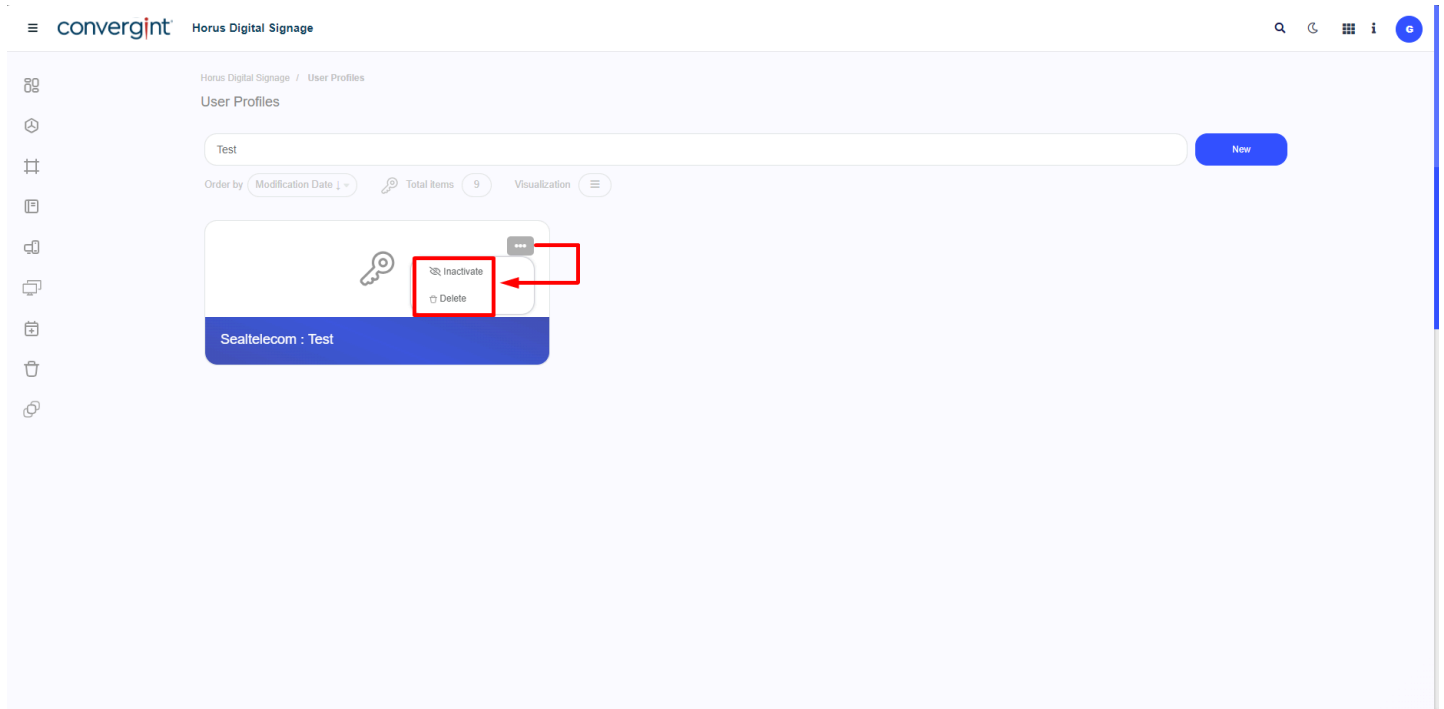 convergint Horus Digital Signage
G
Horus Digital Signage / User Profiles
User Profiles
Test
New
Order by Modification Date ↓ Total Items 9 Visualization
Inactivate
Delete
Sealtelecom : Test